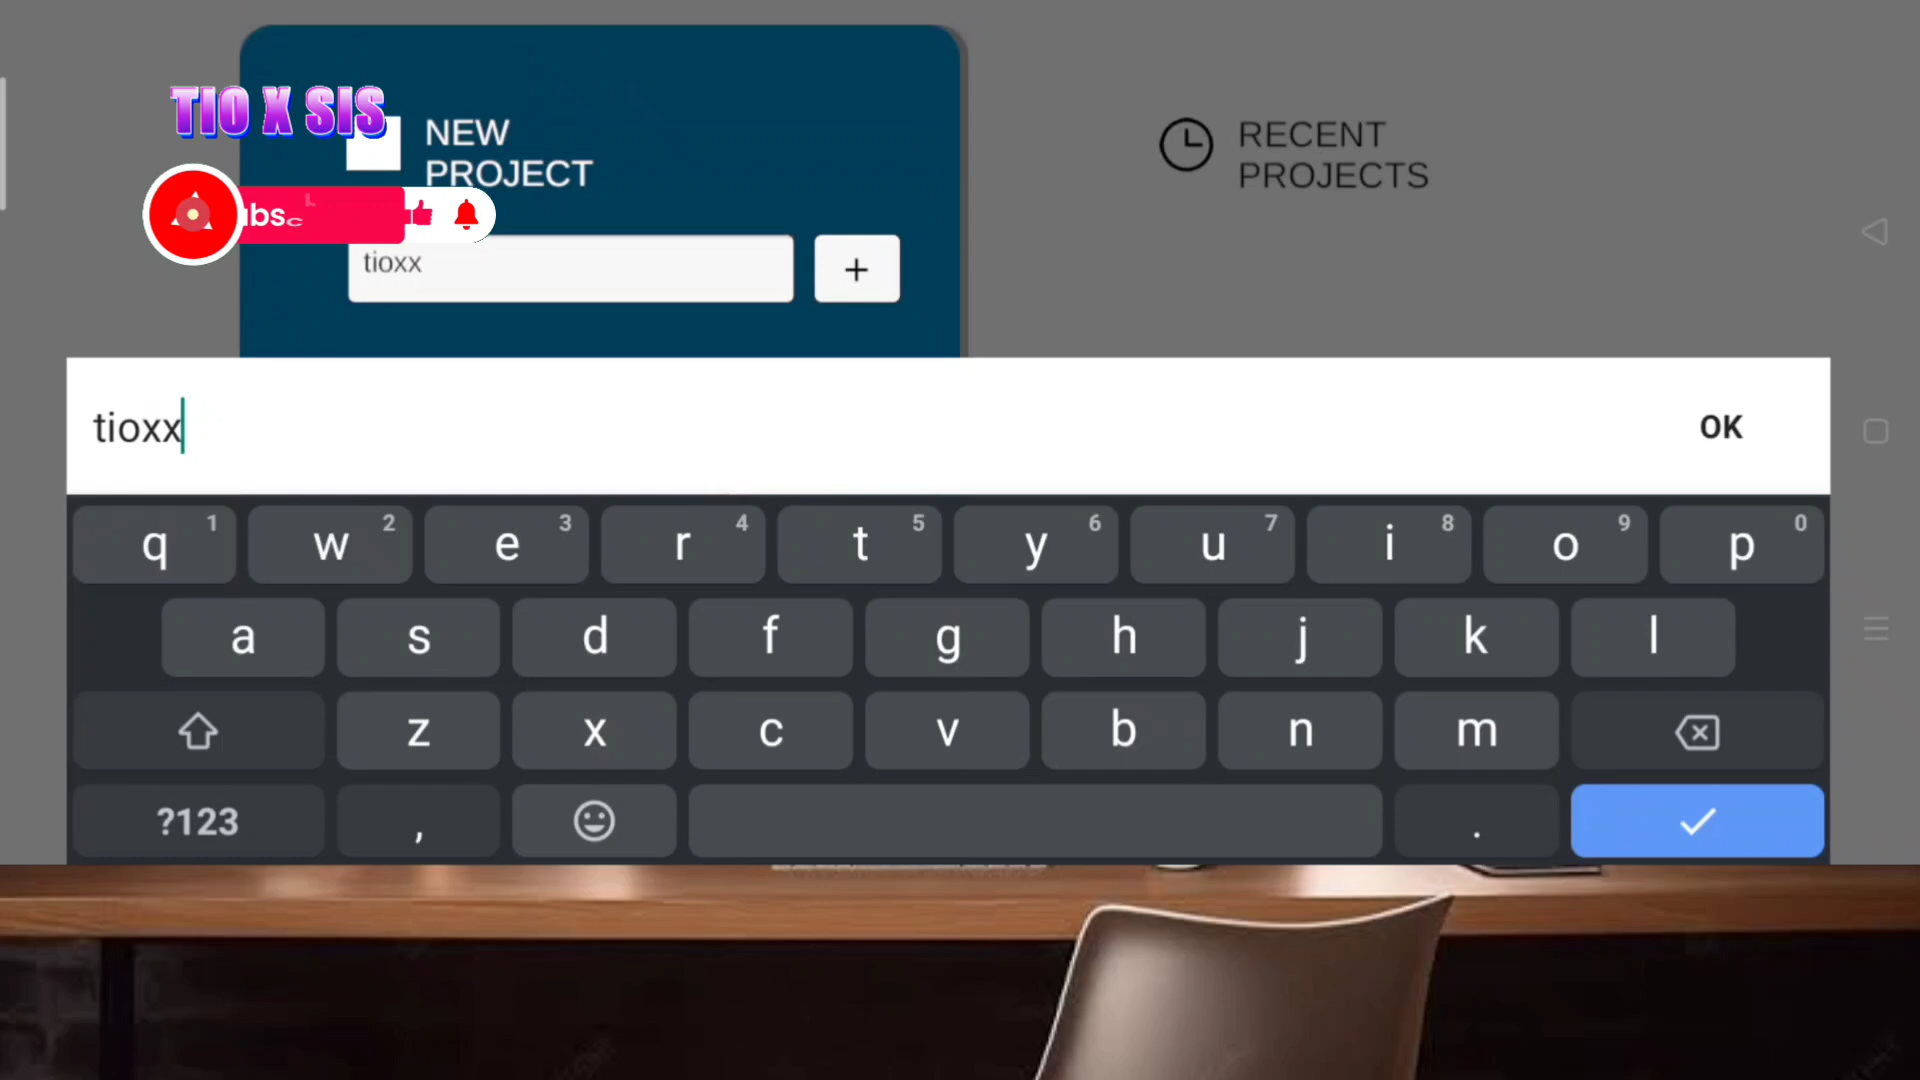 TIO X SIS
NEW
PROJECT
RECENT
PROJECTS
tioxx
+
tioxx
OK
q 1 w 2 e 3 r 4 t 5 y 6 u 7 i 8 o 9 p 0
a s d f g h j k l
z x c v b n m
?123 , .